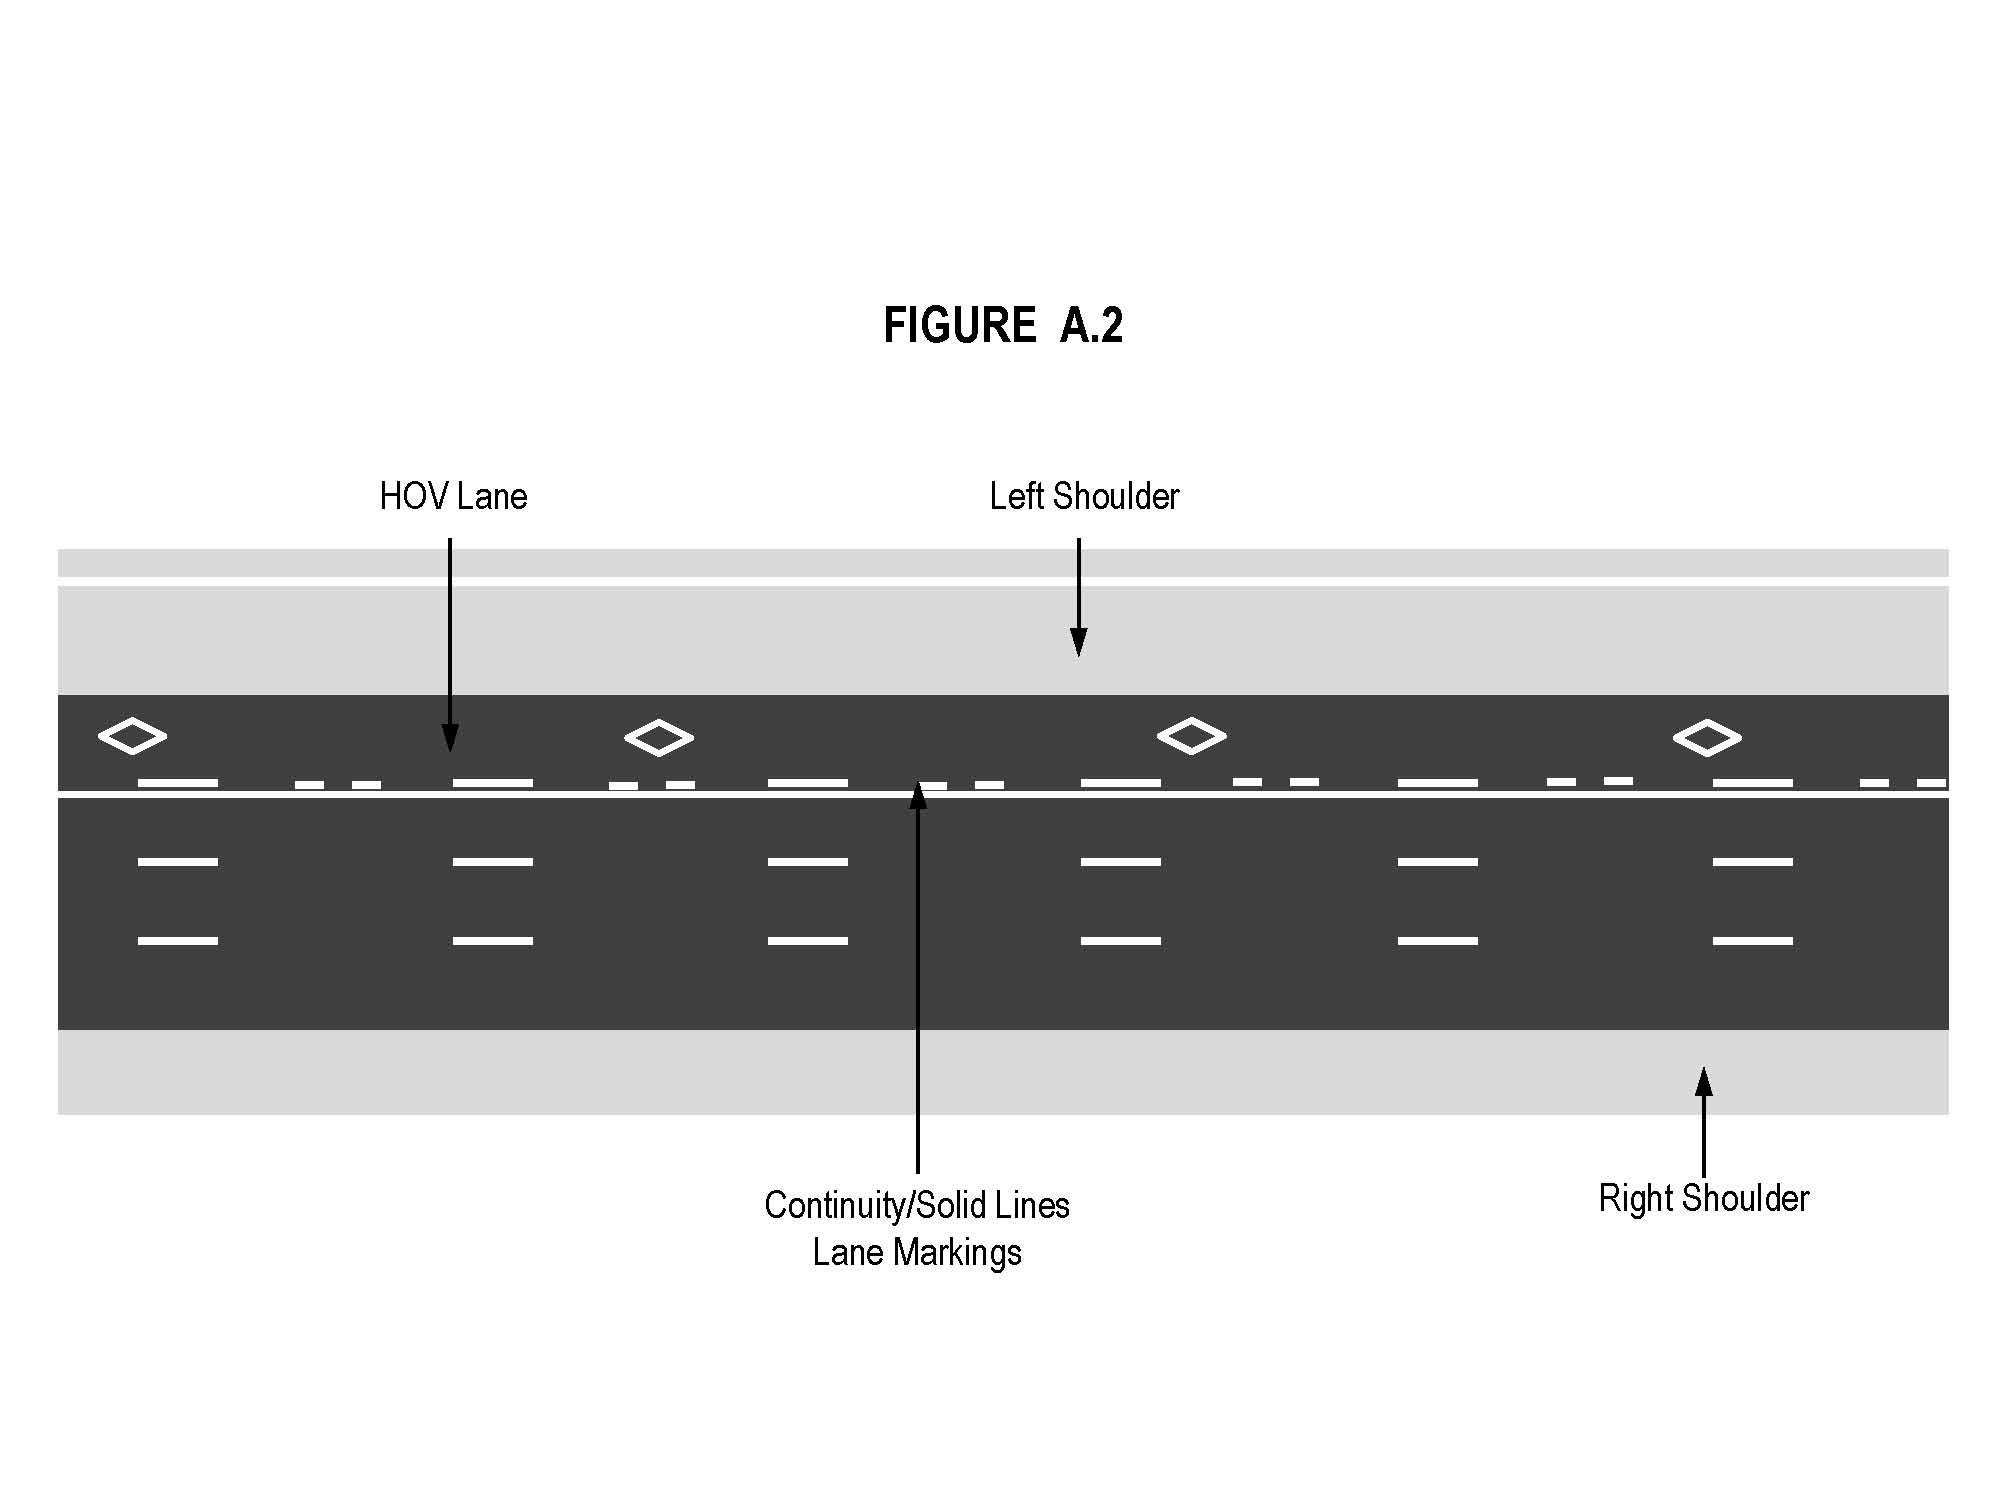 FIGURE A.2
HOV Lane
Left Shoulder
Continuity/Solid Lines
Lane Markings
Right Shoulder